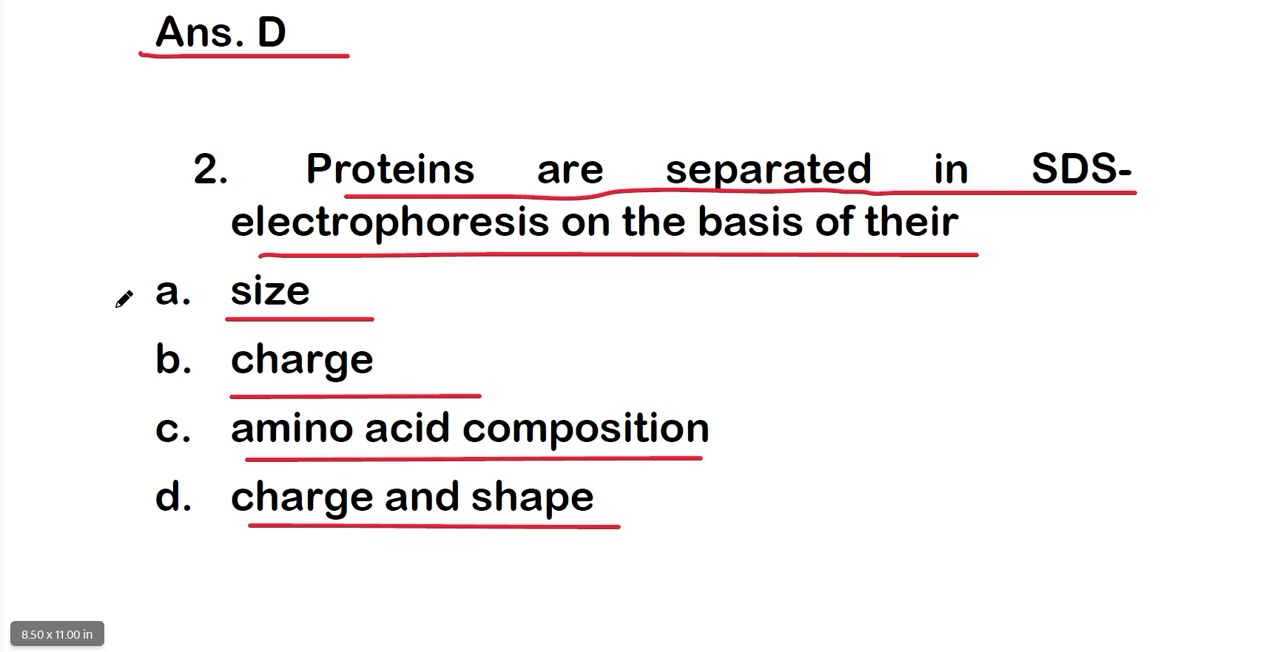 Ans. D
2. Proteins are separated in SDS-
electrophoresis on the basis of their
a. size
b. charge
c. amino acid composition
d. charge and shape
8.50 x 11.00 in